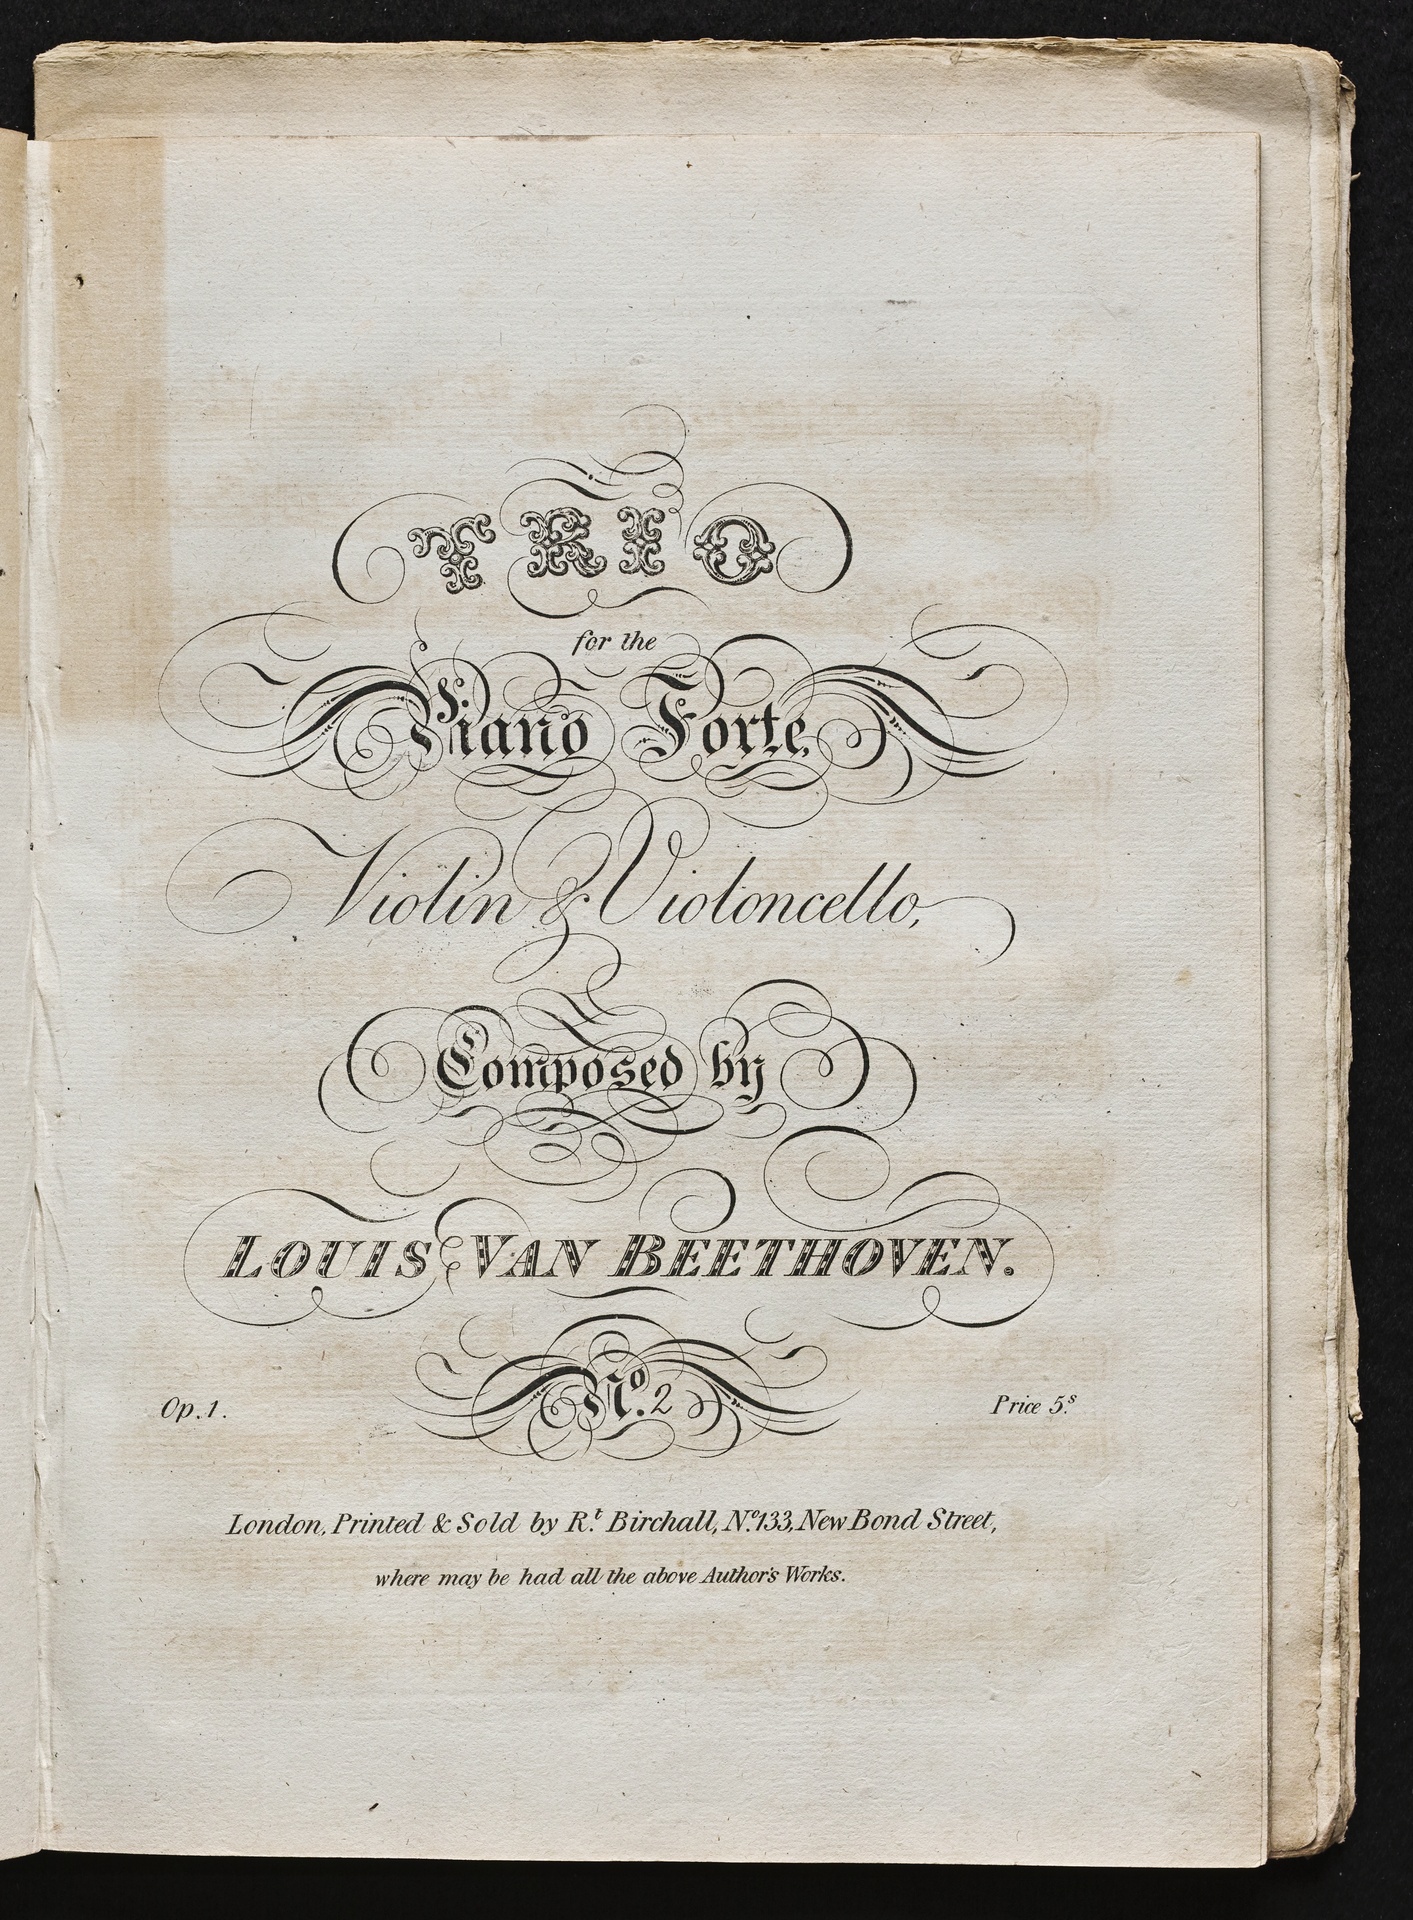 TRIO
for the
Piano Forte,
Violin & Violoncello,
Composed by
LOUIS VAN BEETHOVEN.
No. 2
Op. 1.
Price 5.s
London, Printed & Sold by Rt. Birchall, No. 133, New Bond Street,
where may be had all the above Author's Works.